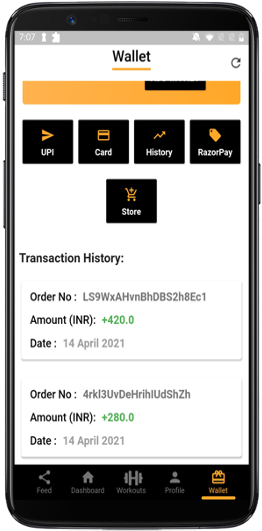 7:07
Wallet
UPI
Card
History
RazorPay
Store
Transaction History:
Order No : LS9WxAHvnBhDBS2h8Ec1
Amount (INR): +420.0
Date : 14 April 2021
Order No : 4rkl3UvDeHrihIUdShZh
Amount (INR): +280.0
Date : 14 April 2021
Feed
Dashboard
Workouts
Profile
Wallet